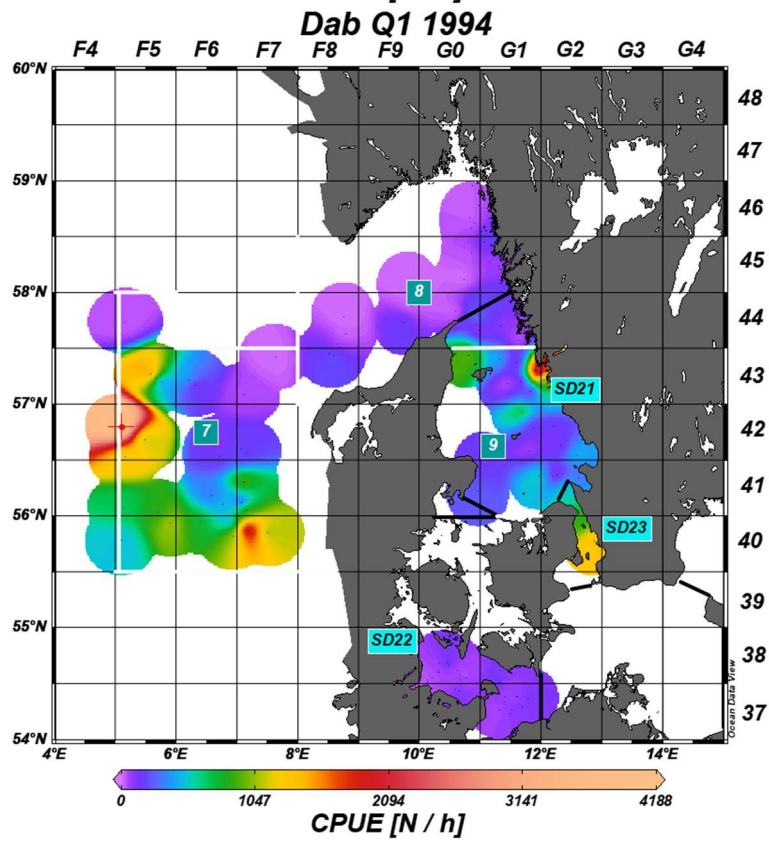 Dab Q1 1994
F4 F5 F6 F7 F8 F9 G0 G1 G2 G3 G4
60°N
48
47
59°N
46
45
8
58°N
44
43
SD21
57°N
7
42
9
41
56°N
SD23
40
39
55°N
SD22
38
37
54°N
Ocean Data View
4°E 6°E 8°E 10°E 12°E 14°E
0 1047 2094 3141 4188
CPUE [N / h]